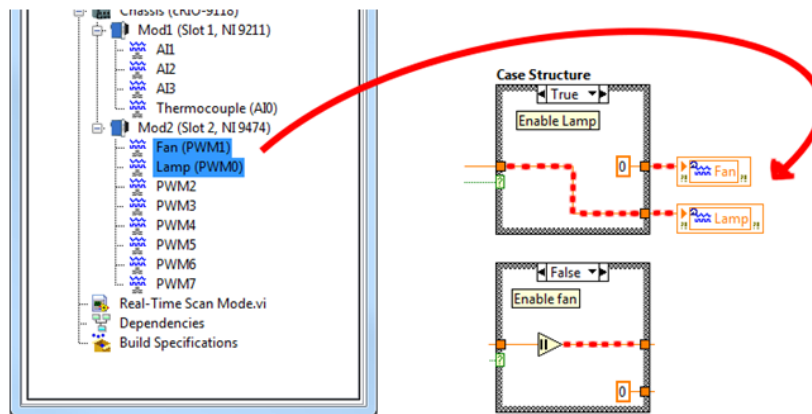 Chassis (cRIO-9118)
Mod1 (Slot 1, NI 9211)
AI1
AI2
AI3
Thermocouple (AI0)
Mod2 (Slot 2, NI 9474)
Fan (PWM1)
Lamp (PWM0)
PWM2
PWM3
PWM4
PWM5
PWM6
PWM7
Real-Time Scan Mode.vi
Dependencies
Build Specifications
Case Structure
True
Enable Lamp
0
Fan
?
Lamp
False
Enable fan
?
0